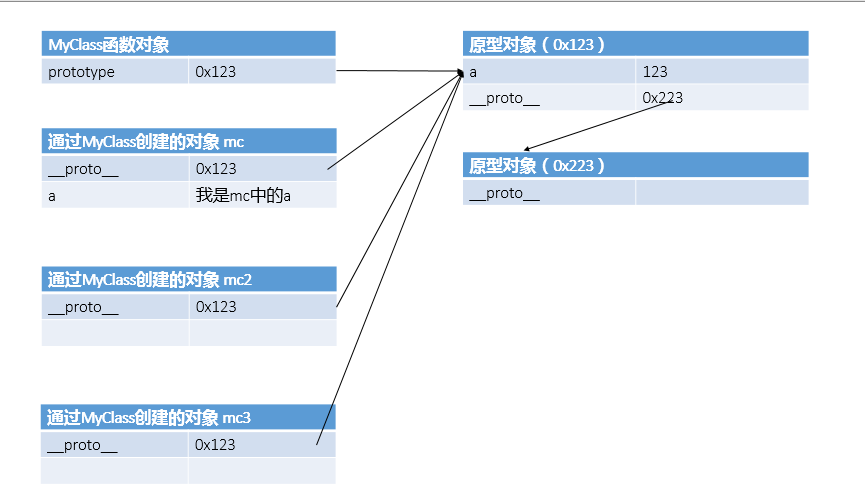 MyClass函数对象
prototype 0x123
通过MyClass创建的对象 mc
__proto__ 0x123
a 我是mc中的a
通过MyClass创建的对象 mc2
__proto__ 0x123
通过MyClass创建的对象 mc3
__proto__ 0x123
原型对象（0x123）
a 123
__proto__ 0x223
原型对象（0x223）
__proto__